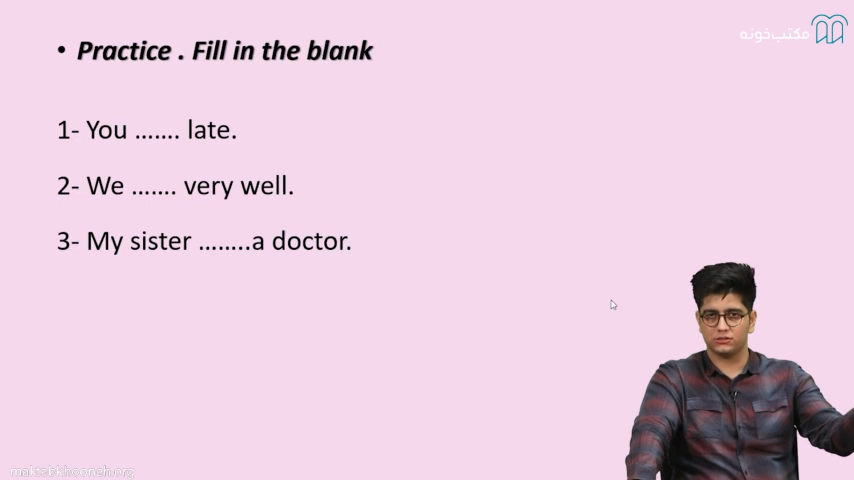 مکتب‌خونه
• Practice . Fill in the blank
1- You ....... late.
2- We ....... very well.
3- My sister ........a doctor.
maktabkhooneh.org